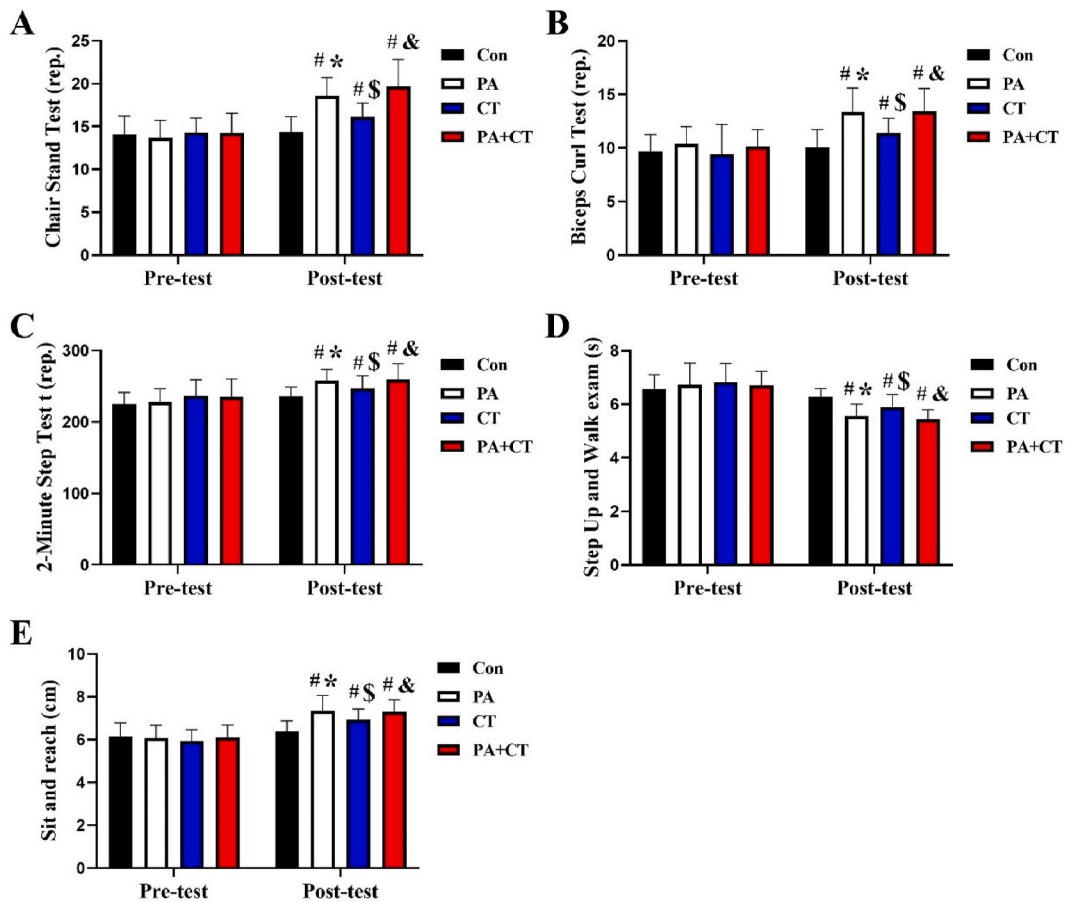 A
Chair Stand Test (rep.)
25
20
15
10
5
0
# * #$ # &
Pre-test Post-test
Con
PA
CT
PA+CT
B
Biceps Curl Test (rep.)
20
15
10
5
0
# * #$ # &
Pre-test Post-test
Con
PA
CT
PA+CT
C
2-Minute Step Test t (rep.)
300
200
100
0
# * #$ # &
Pre-test Post-test
Con
PA
CT
PA+CT
D
Step Up and Walk exam (s)
8
6
4
2
0
# * #$ # &
Pre-test Post-test
Con
PA
CT
PA+CT
E
Sit and reach (cm)
10
8
6
4
2
0
#* #$ #&
Pre-test Post-test
Con
PA
CT
PA+CT